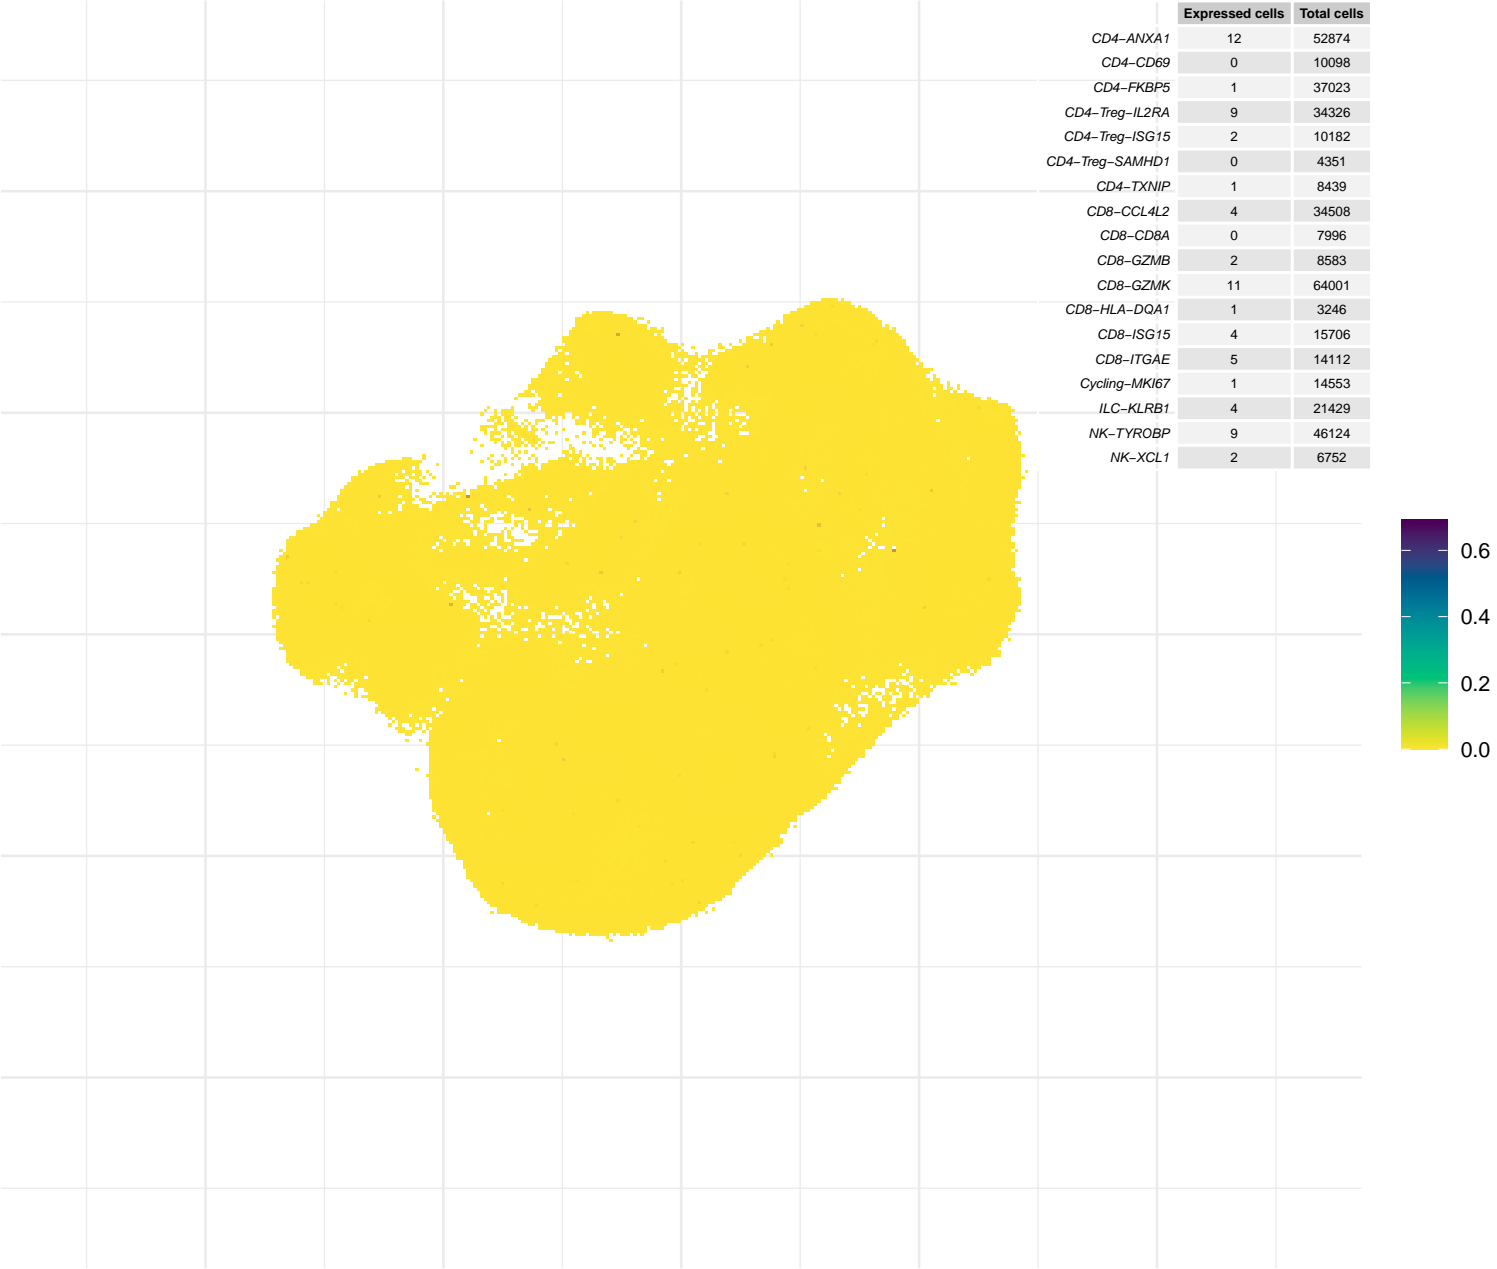 Expressed cells Total cells
CD4−ANXA1 12 52874
CD4−CD69 0 10098
CD4−FKBP5 1 37023
CD4−Treg−IL2RA 9 34326
CD4−Treg−ISG15 2 10182
CD4−Treg−SAMHD1 0 4351
CD4−TXNIP 1 8439
CD8−CCL4L2 4 34508
CD8−CD8A 0 7996
CD8−GZMB 2 8583
CD8−GZMK 11 64001
CD8−HLA−DQA1 1 3246
CD8−ISG15 4 15706
CD8−ITGAE 5 14112
Cycling−MKI67 1 14553
ILC−KLRB1 4 21429
NK−TYROBP 9 46124
NK−XCL1 2 6752
0.6
0.4
0.2
0.0